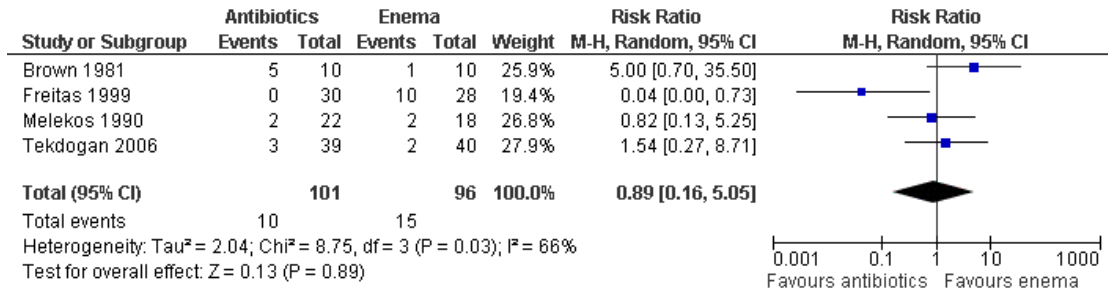 Antibiotics Enema Risk Ratio Risk Ratio
Study or Subgroup Events Total Events Total Weight M-H, Random, 95% CI M-H, Random, 95% CI
Brown 1981 5 10 1 10 25.9% 5.00 [0.70, 35.50]
Freitas 1999 0 30 10 28 19.4% 0.04 [0.00, 0.73]
Melekos 1990 2 22 2 18 26.8% 0.82 [0.13, 5.25]
Tekdogan 2006 3 39 2 40 27.9% 1.54 [0.27, 8.71]
Total (95% CI) 101 96 100.0% 0.89 [0.16, 5.05]
Total events 10 15
Heterogeneity: Tau² = 2.04; Chi² = 8.75, df = 3 (P = 0.03); I² = 66%
Test for overall effect: Z = 0.13 (P = 0.89)
0.001 0.1 1 10 1000
Favours antibiotics Favours enema